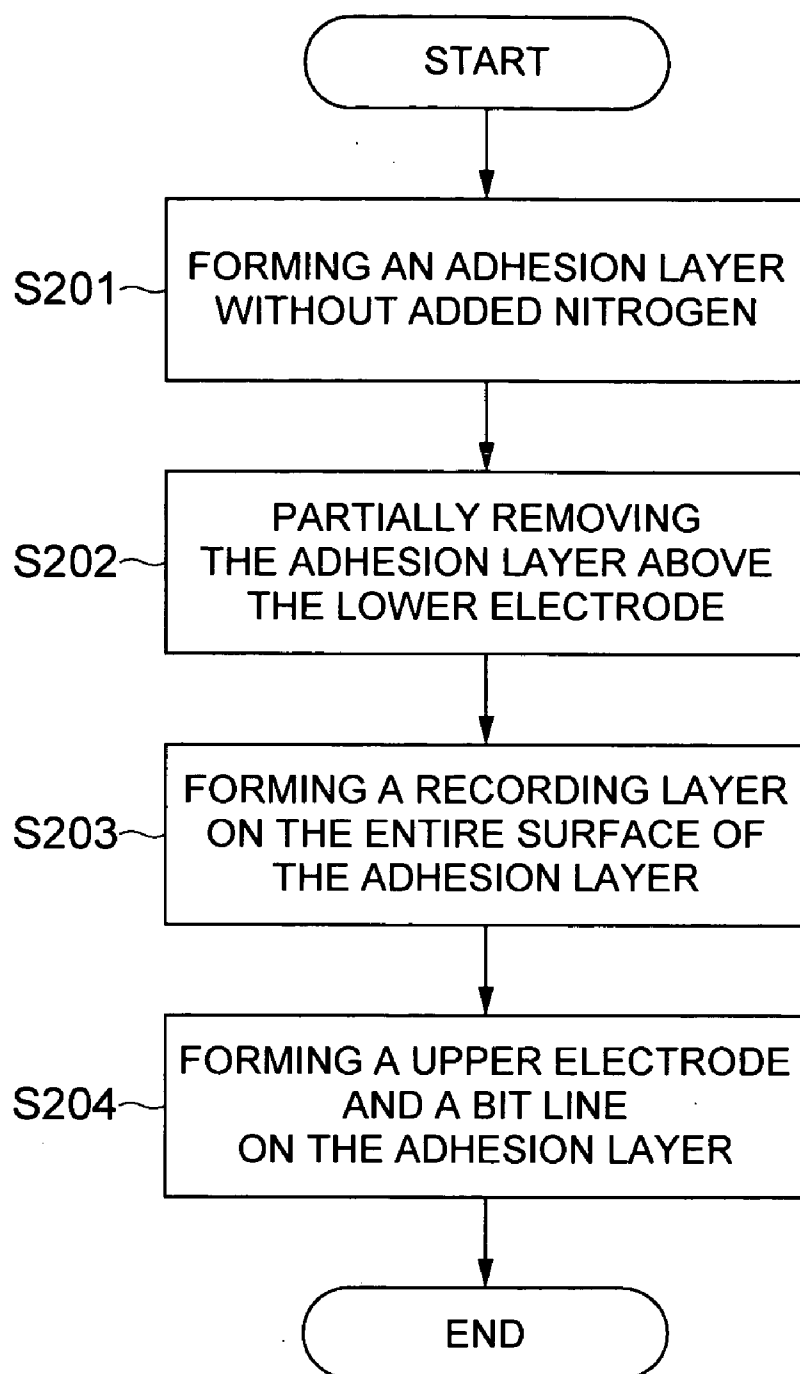 START
S201
FORMING AN ADHESION LAYER
WITHOUT ADDED NITROGEN
S202
PARTIALLY REMOVING
THE ADHESION LAYER ABOVE
THE LOWER ELECTRODE
S203
FORMING A RECORDING LAYER
ON THE ENTIRE SURFACE OF
THE ADHESION LAYER
S204
FORMING A UPPER ELECTRODE
AND A BIT LINE
ON THE ADHESION LAYER
END